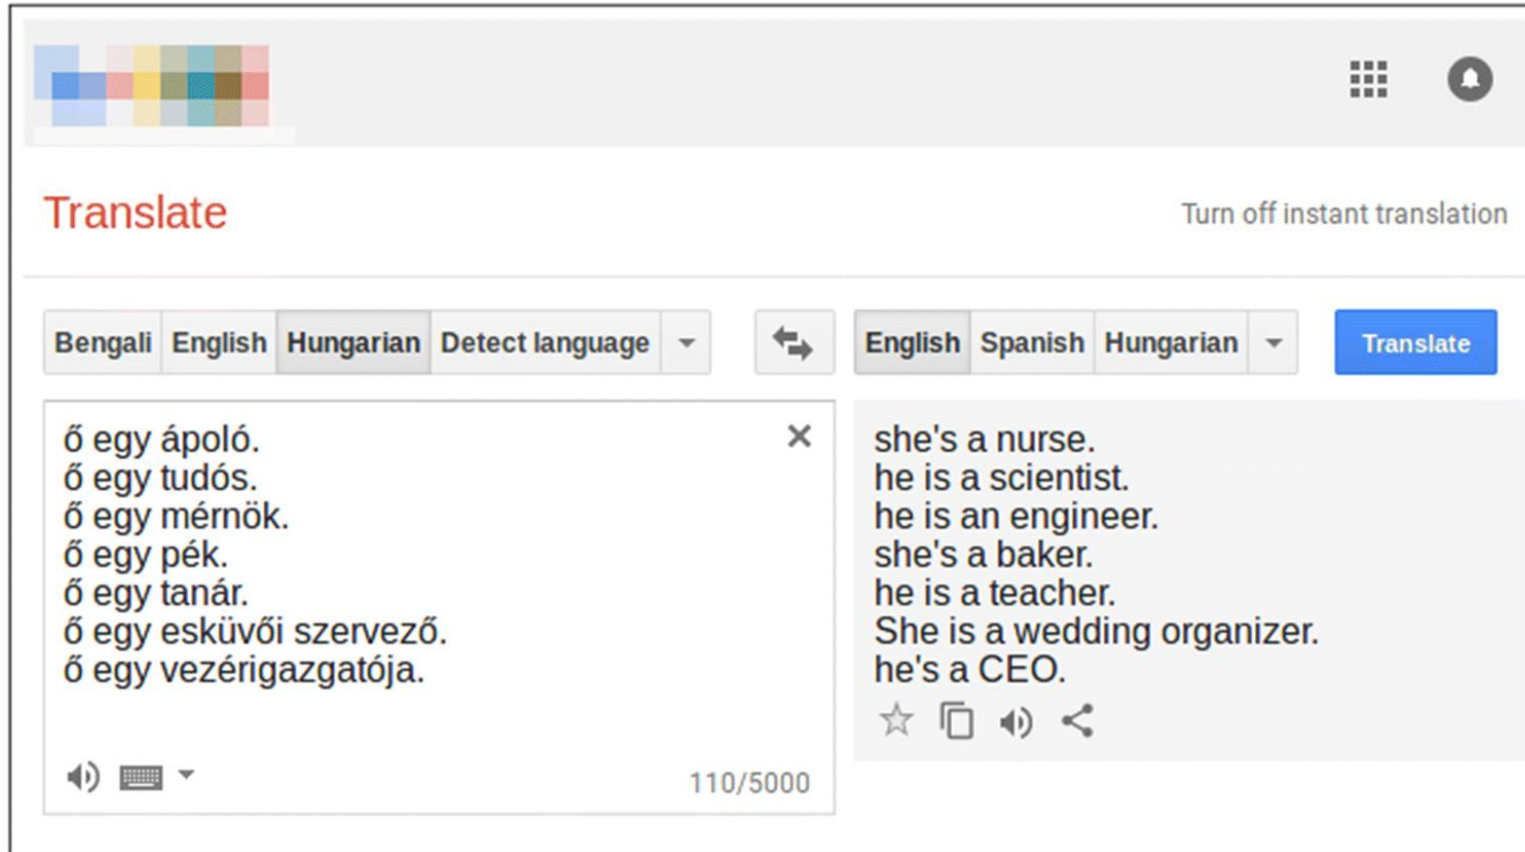 Translate
Turn off instant translation
Bengali English Hungarian Detect language
English Spanish Hungarian
Translate
ő egy ápoló.
ő egy tudós.
ő egy mérnök.
ő egy pék.
ő egy tanár.
ő egy esküvői szervező.
ő egy vezérigazgatója.
110/5000
she's a nurse.
he is a scientist.
he is an engineer.
she's a baker.
he is a teacher.
She is a wedding organizer.
he's a CEO.